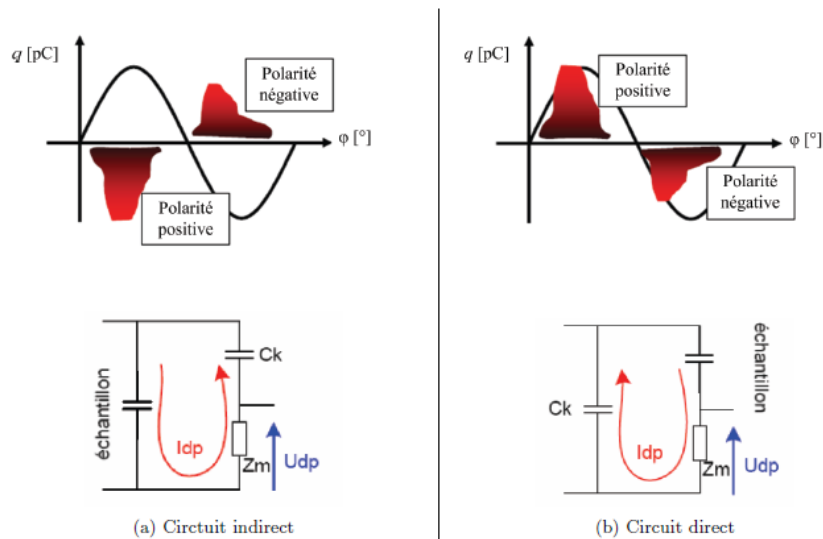 q [pC]
Polarité
négative
φ [°]
Polarité
positive
échantillon
Ck
Idp
Zm
Udp
(a) Circtuit indirect
q [pC]
Polarité
positive
φ [°]
Polarité
négative
échantillon
Ck
Idp
Zm
Udp
(b) Circuit direct